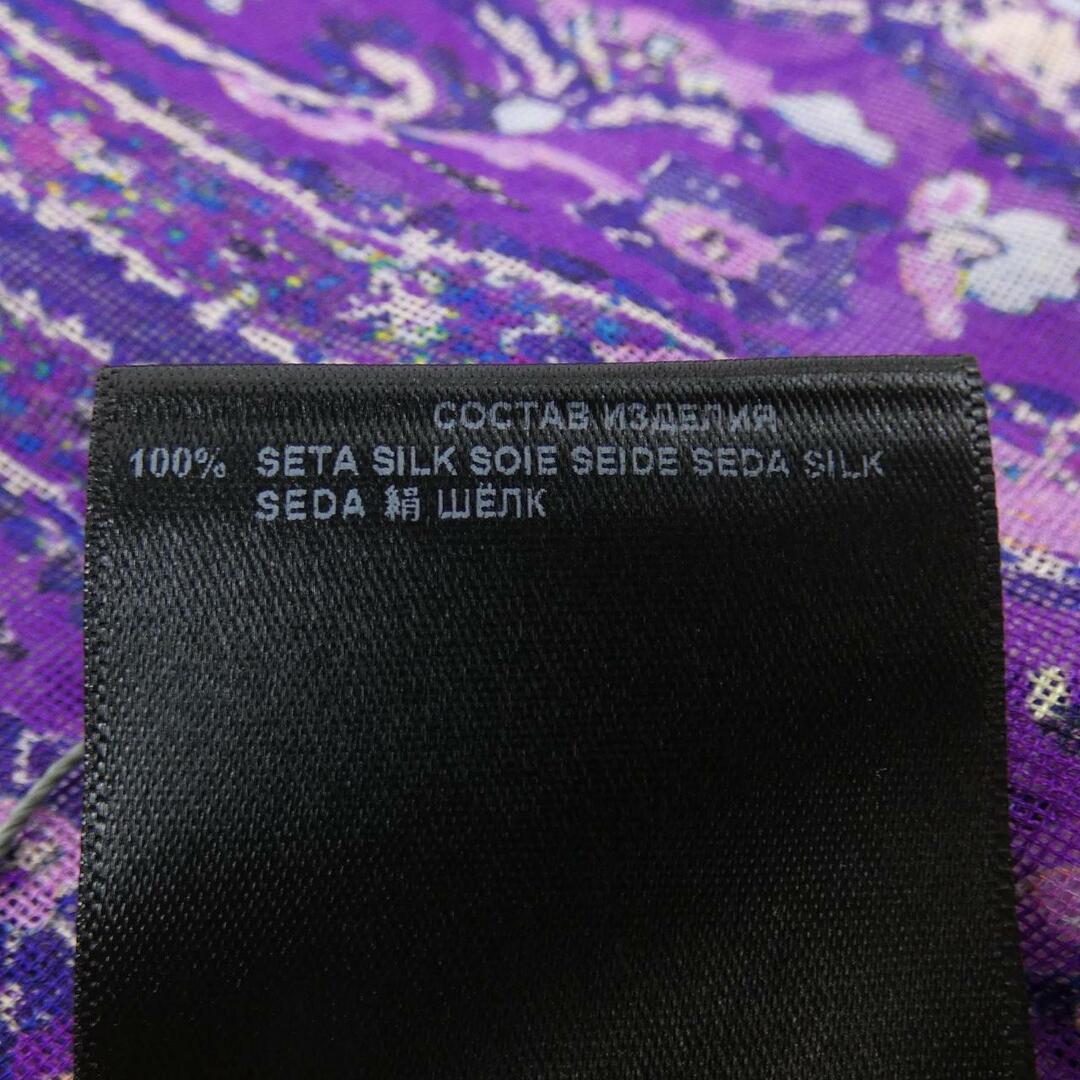 СОСТАВ ИЗДЕЛИЯ
100% SETA SILK SOIE SEIDE SEDA SILK
SEDA 絹 ШЁЛК